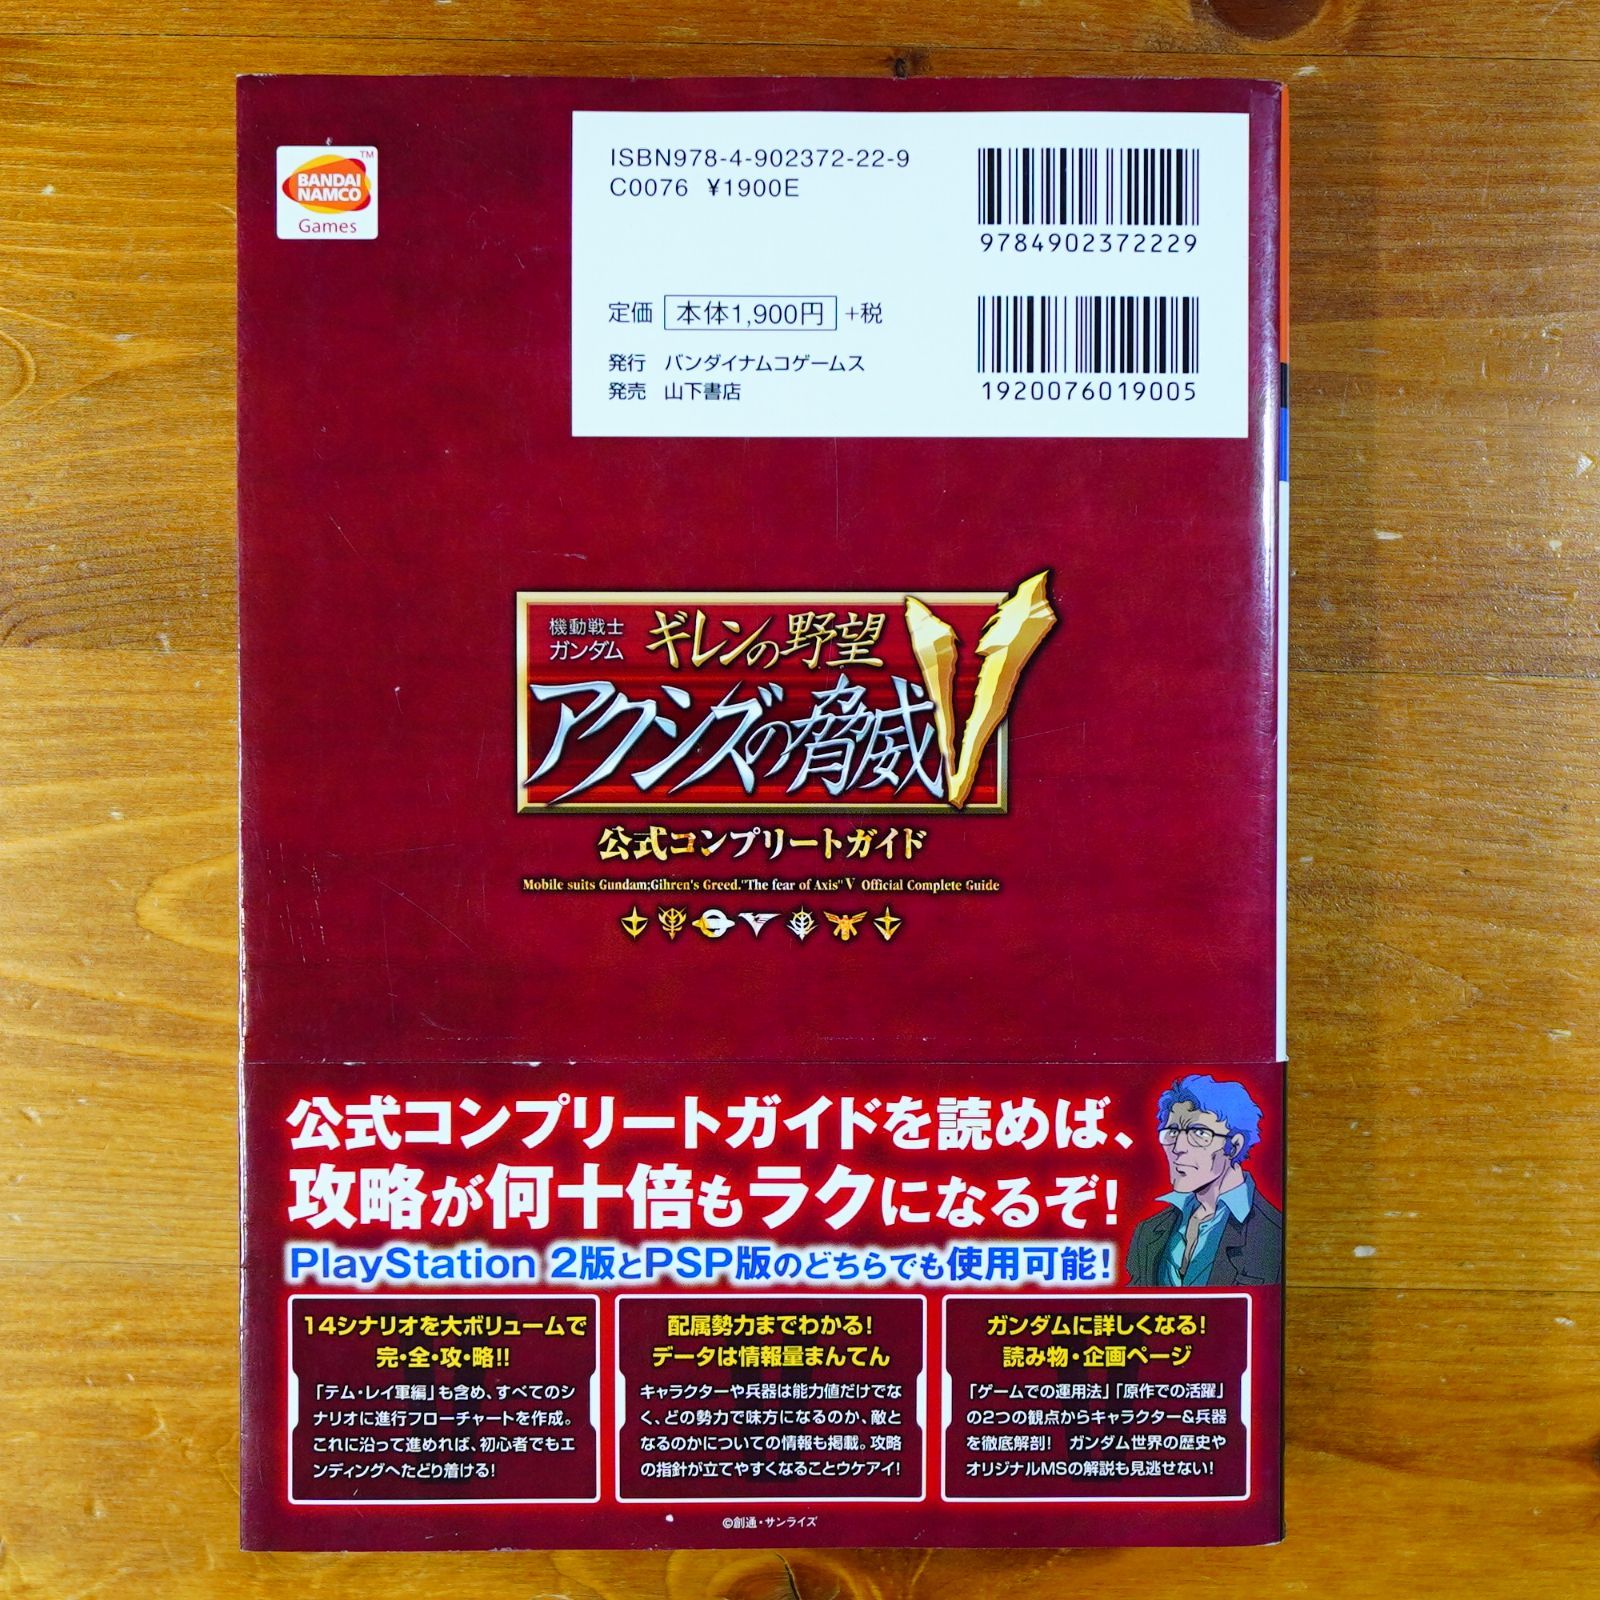 BANDAI
NAMCO
TM
Games
ISBN978-4-902372-22-9
C0076 ¥1900E
9784902372229
定価 本体1,900円 +税
発行 バンダイナムコゲームス
発売 山下書店
1920076019005
機動戦士
ガンダム
ギレンの野望
アクシズの脅威V
公式コンプリートガイド
Mobile suits Gundam;Gihren's Greed."The fear of Axis" V Official Complete Guide
公式コンプリートガイドを読めば、
攻略が何十倍もラクになるぞ!
PlayStation 2版とPSP版のどちらでも使用可能!
14シナリオを大ボリュームで
完・全・攻・略!!
「テム・レイ軍編」も含め、すべてのシ
ナリオに進行フローチャートを作成。
これに沿って進めれば、初心者でもエ
ンディングへたどり着ける!
配属勢力までわかる!
データは情報量まんてん
キャラクターや兵器は能力値だけでな
く、どの勢力で味方になるのか、敵と
なるのかについての情報も掲載。攻略
の指針が立てやすくなることウケアイ!
ガンダムに詳しくなる!
読み物・企画ページ
「ゲームでの運用法」「原作での活躍」
の2つの観点からキャラクター&兵器
を徹底解剖! ガンダム世界の歴史や
オリジナルMSの解説も見逃せない!
©創通・サンライズ